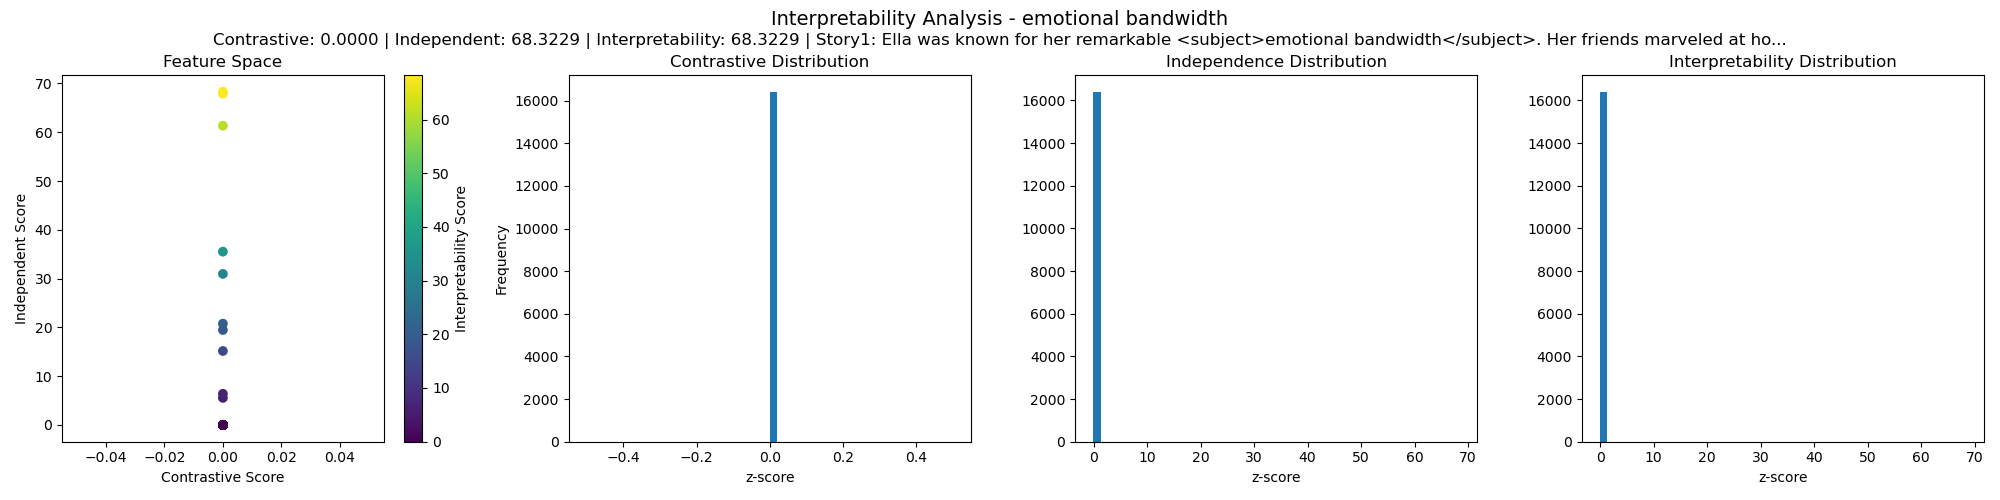 Interpretability Analysis - emotional bandwidth
Contrastive: 0.0000 | Independent: 68.3229 | Interpretability: 68.3229 | Story1: Ella was known for her remarkable <subject>emotional bandwidth</subject>. Her friends marveled at ho...
Feature Space
70
60
50
40
30
20
10
0
Independent Score
−0.04 −0.02 0.00 0.02 0.04
Contrastive Score
60
50
40
30
20
10
0
Interpretability Score
Contrastive Distribution
16000
14000
12000
10000
8000
6000
4000
2000
0
Frequency
−0.4 −0.2 0.0 0.2 0.4
z-score
Independence Distribution
16000
14000
12000
10000
8000
6000
4000
2000
0
0 10 20 30 40 50 60 70
z-score
Interpretability Distribution
16000
14000
12000
10000
8000
6000
4000
2000
0
0 10 20 30 40 50 60 70
z-score